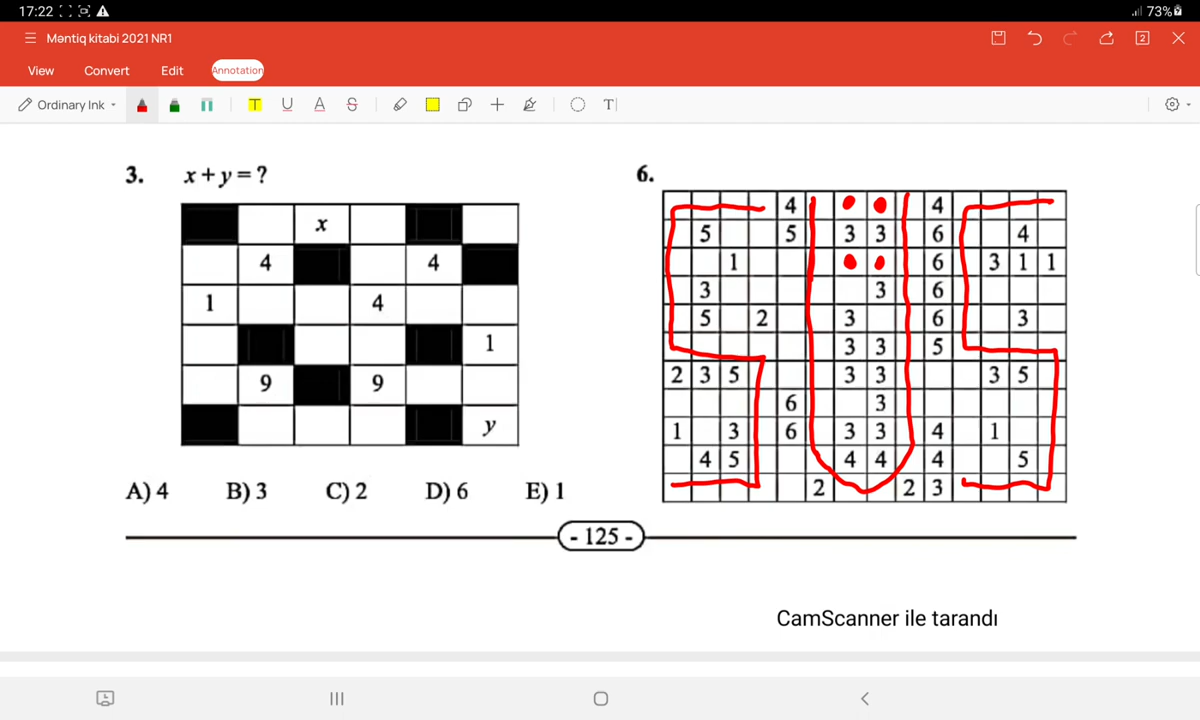 17:22
73%
Məntiq kitabi 2021 NR1
2
View Convert Edit Annotation
Ordinary Ink T U A S T
3. x + y = ?
x
4 4
1 4
1
9 9
y
A) 4 B) 3 C) 2 D) 6 E) 1
6.
4 4
5 5 3 3 6 4
1 6 3 1 1
3 3 6
5 2 3 6 3
3 3 5
2 3 5 3 3 3 5
6 3
1 3 6 3 3 4 1
4 5 4 4 4 5
2 2 3
- 125 -
CamScanner ile tarandı